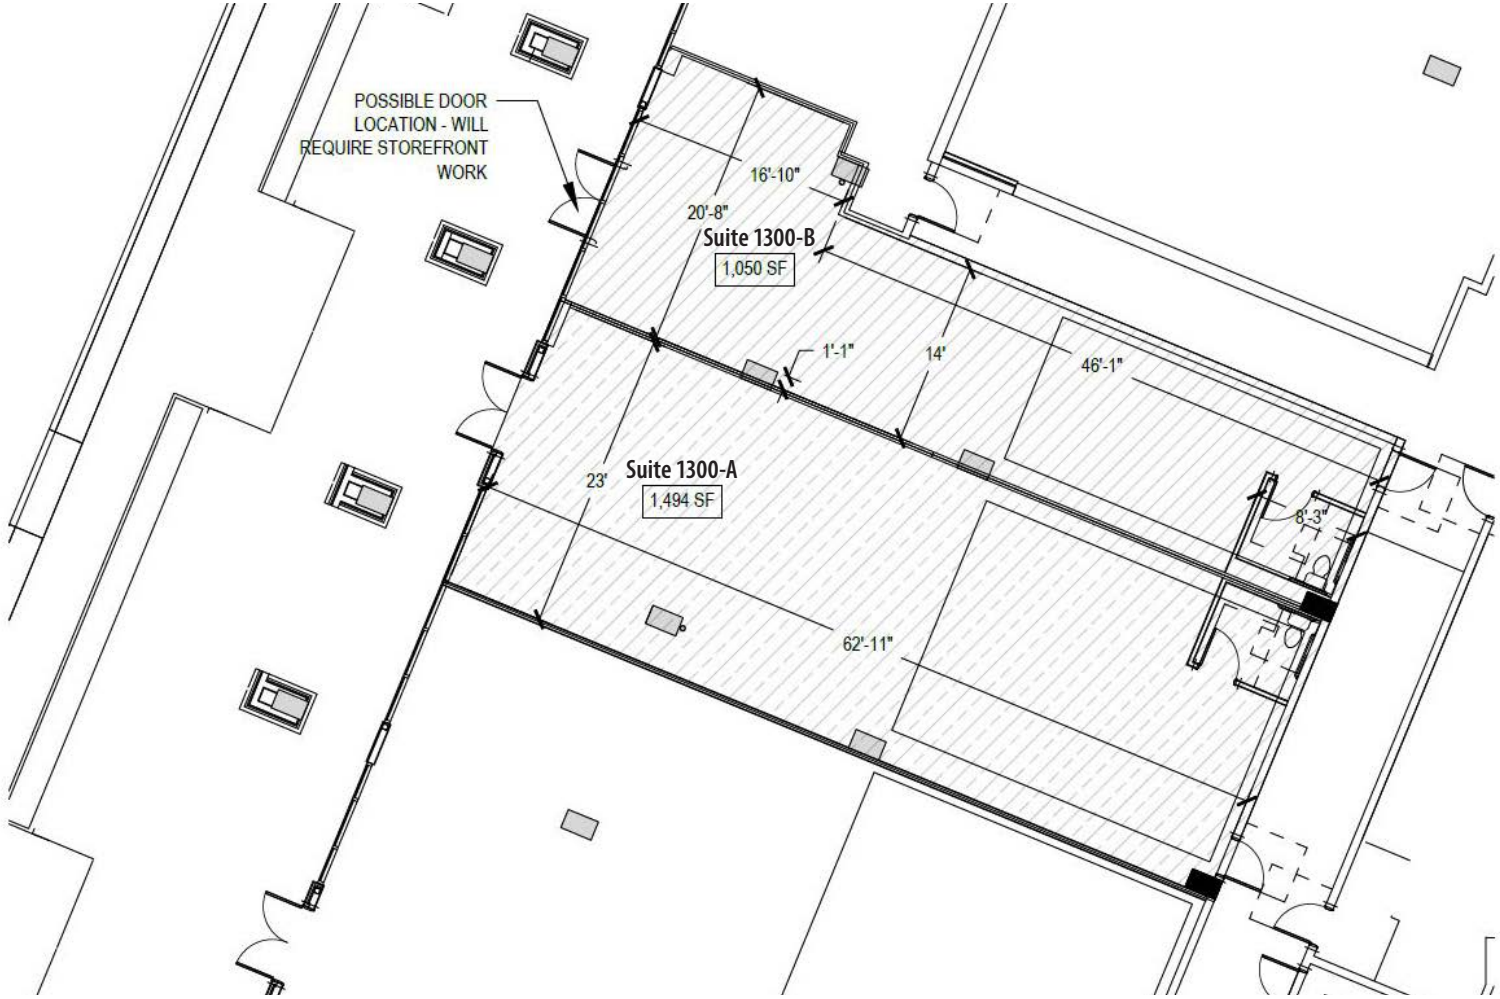 POSSIBLE DOOR
LOCATION - WILL
REQUIRE STOREFRONT
WORK
16'-10"
20'-8"
Suite 1300-B
1,050 SF
1'-1"
14'
46'-1"
Suite 1300-A
23'
1,494 SF
8'-3"
62'-11"